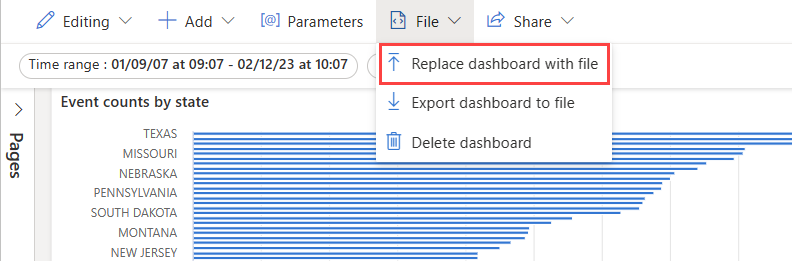 Editing Add Parameters File Share
Time range : 01/09/07 at 09:07 - 02/12/23 at 10:07
Replace dashboard with file
Export dashboard to file
Delete dashboard
Pages
Event counts by state
TEXAS
MISSOURI
NEBRASKA
PENNSYLVANIA
SOUTH DAKOTA
MONTANA
NEW JERSEY